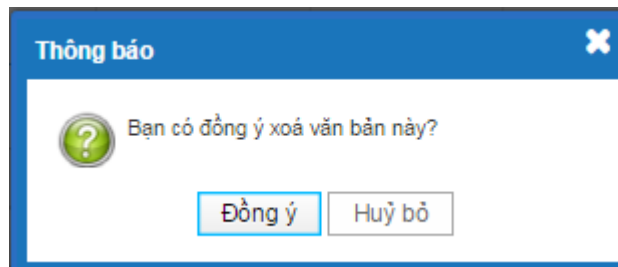 Thông báo
Bạn có đồng ý xoá văn bản này?
Đồng ý
Huỷ bỏ